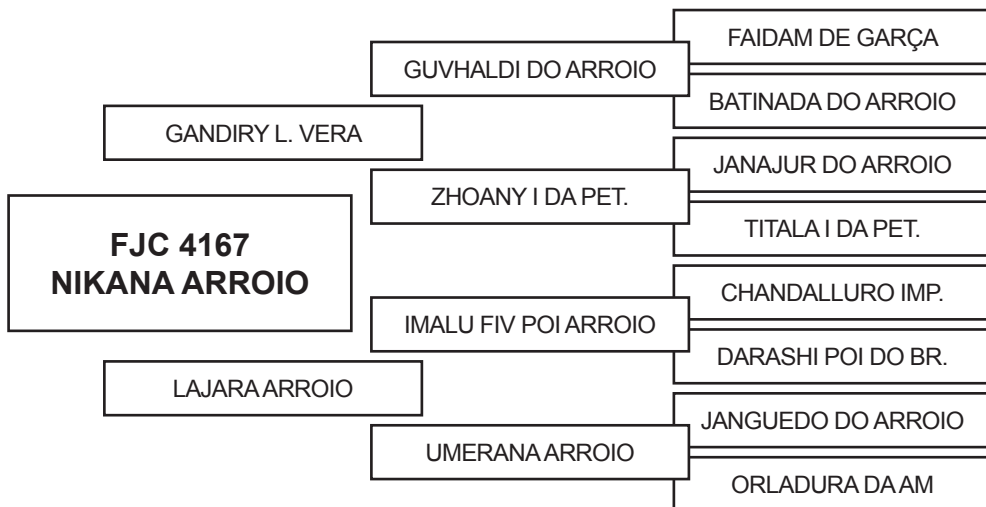 FAIDAM DE GARÇA
GUVHALDI DO ARROIO
BATINADA DO ARROIO
GANDIRY L. VERA
JANAJUR DO ARROIO
ZHOANY I DA PET.
TITALA I DA PET.
FJC 4167
NIKANA ARROIO
CHANDALLURO IMP.
IMALU FIV POI ARROIO
DARASHI POI DO BR.
LAJARA ARROIO
JANGUEDO DO ARROIO
UMERANA ARROIO
ORLADURA DA AM